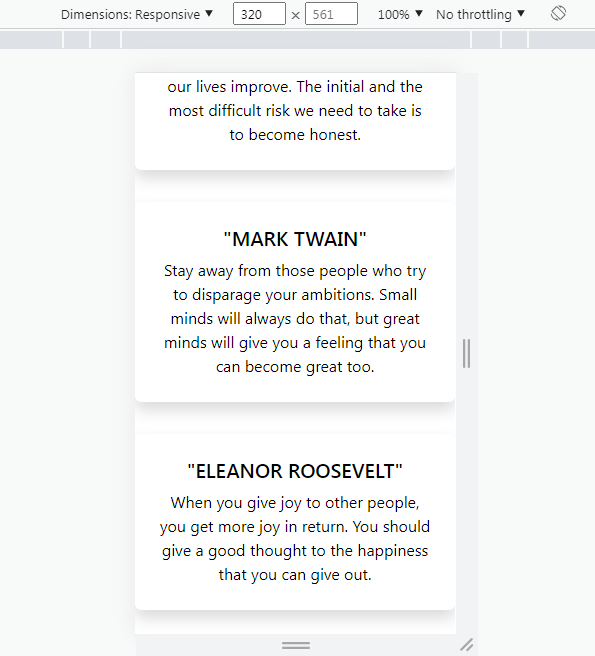 Dimensions: Responsive ▼ 320 × 561 100% ▼ No throttling ▼
our lives improve. The initial and the
most difficult risk we need to take is
to become honest.
"MARK TWAIN"
Stay away from those people who try
to disparage your ambitions. Small
minds will always do that, but great
minds will give you a feeling that you
can become great too.
"ELEANOR ROOSEVELT"
When you give joy to other people,
you get more joy in return. You should
give a good thought to the happiness
that you can give out.